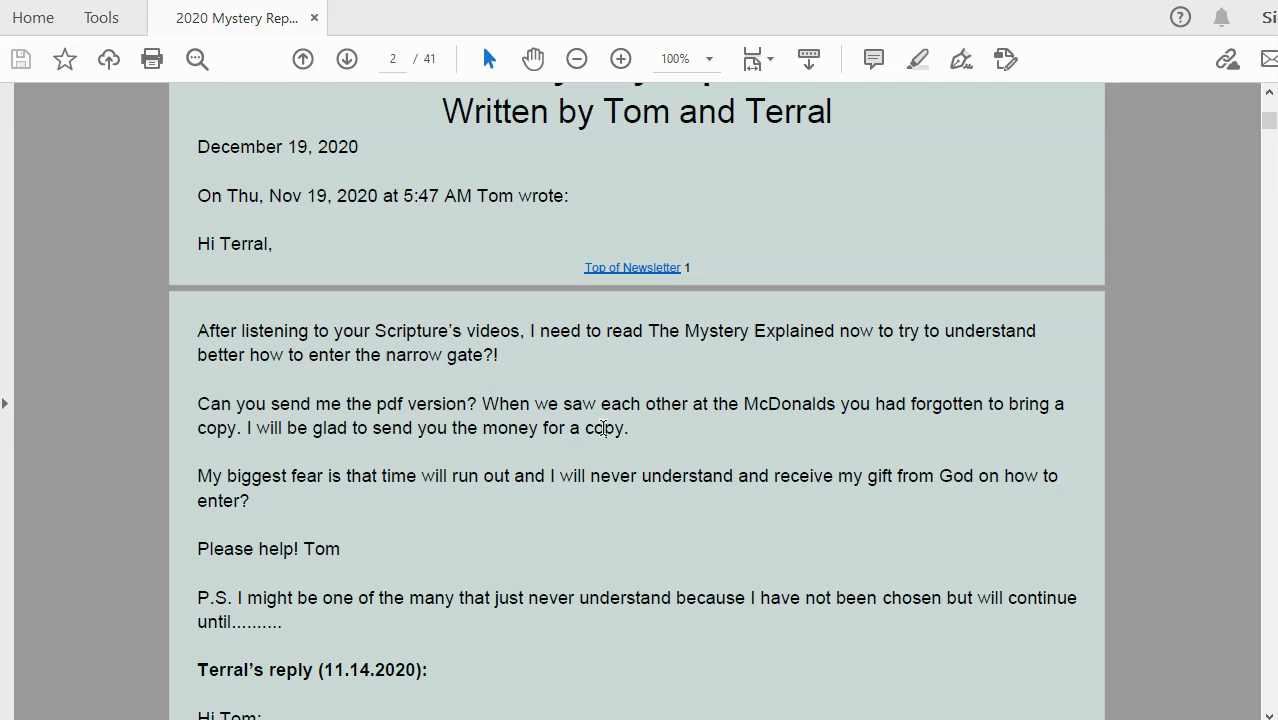 Home Tools 2020 Mystery Rep... ×
2 / 41 100%
Written by Tom and Terral
December 19, 2020
On Thu, Nov 19, 2020 at 5:47 AM Tom wrote:
Hi Terral,
Top of Newsletter 1
After listening to your Scripture’s videos, I need to read The Mystery Explained now to try to understand
better how to enter the narrow gate?!
Can you send me the pdf version? When we saw each other at the McDonalds you had forgotten to bring a
copy. I will be glad to send you the money for a copy.
My biggest fear is that time will run out and I will never understand and receive my gift from God on how to
enter?
Please help! Tom
P.S. I might be one of the many that just never understand because I have not been chosen but will continue
until..........
Terral’s reply (11.14.2020):
Hi Tom: